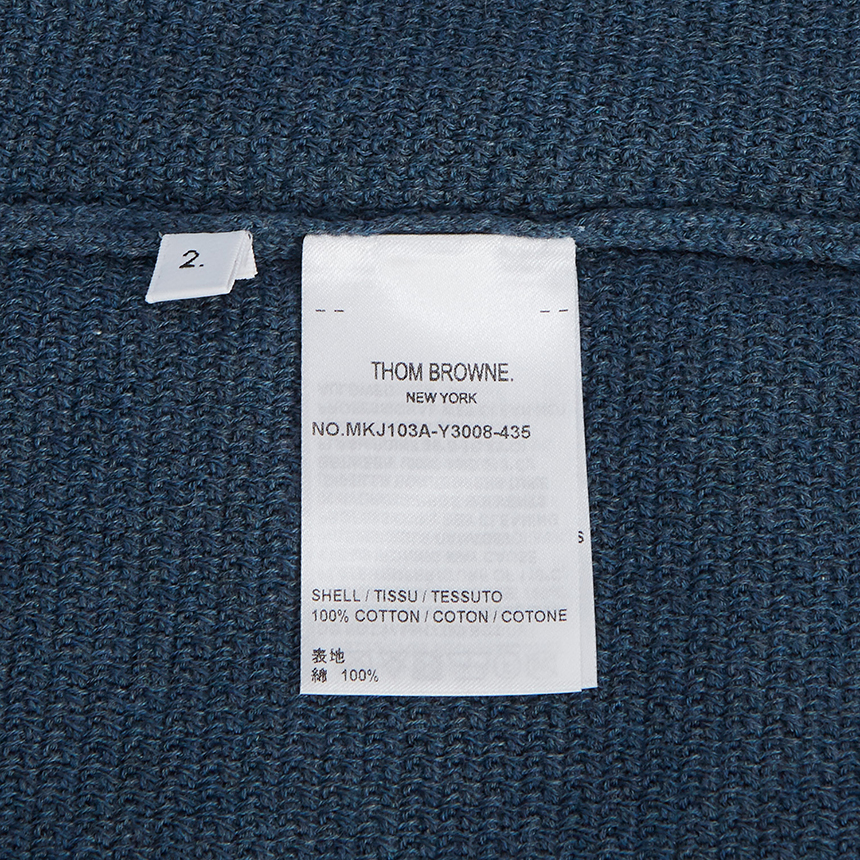 2.
THOM BROWNE.
NEW YORK
NO.MKJ103A-Y3008-435
SHELL / TISSU / TESSUTO
100% COTTON / COTON / COTONE
表地
綿 100%